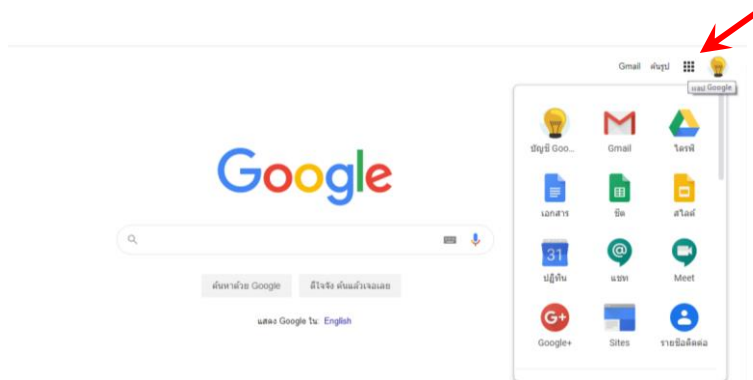 Gmail ค้นรูป
แอป Google
Google
ค้นหาด้วย Google ดีใจจัง ค้นแล้วเจอเลย
แสดง Google ใน: English
บัญชี Goo... Gmail ไดรฟ์
เอกสาร ชีต สไลด์
31
ปฏิทิน แชท Meet
G+
Google+ Sites รายชื่อติดต่อ